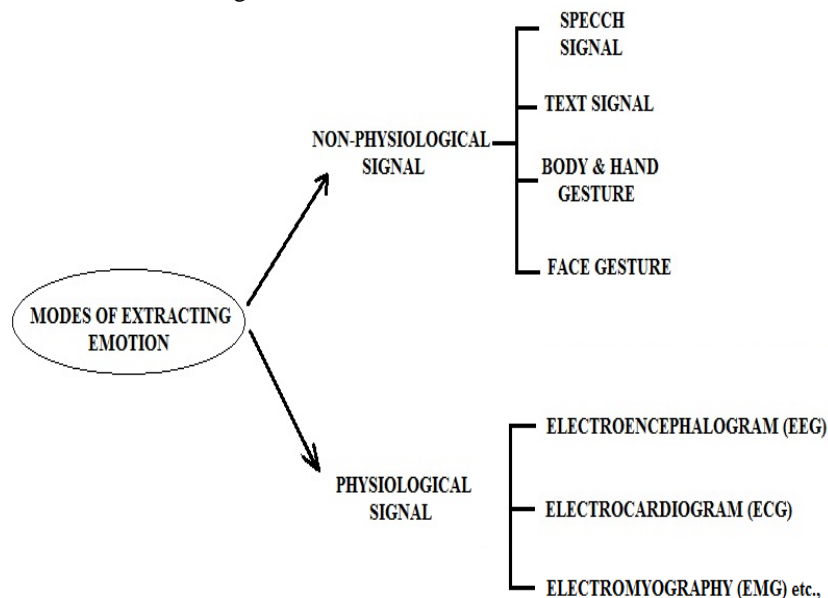 SPECCH
SIGNAL
TEXT SIGNAL
NON-PHYSIOLOGICAL
SIGNAL
BODY & HAND
GESTURE
FACE GESTURE
MODES OF EXTRACTING
EMOTION
ELECTROENCEPHALOGRAM (EEG)
PHYSIOLOGICAL
SIGNAL
ELECTROCARDIOGRAM (ECG)
ELECTROMYOGRAPHY (EMG) etc.,